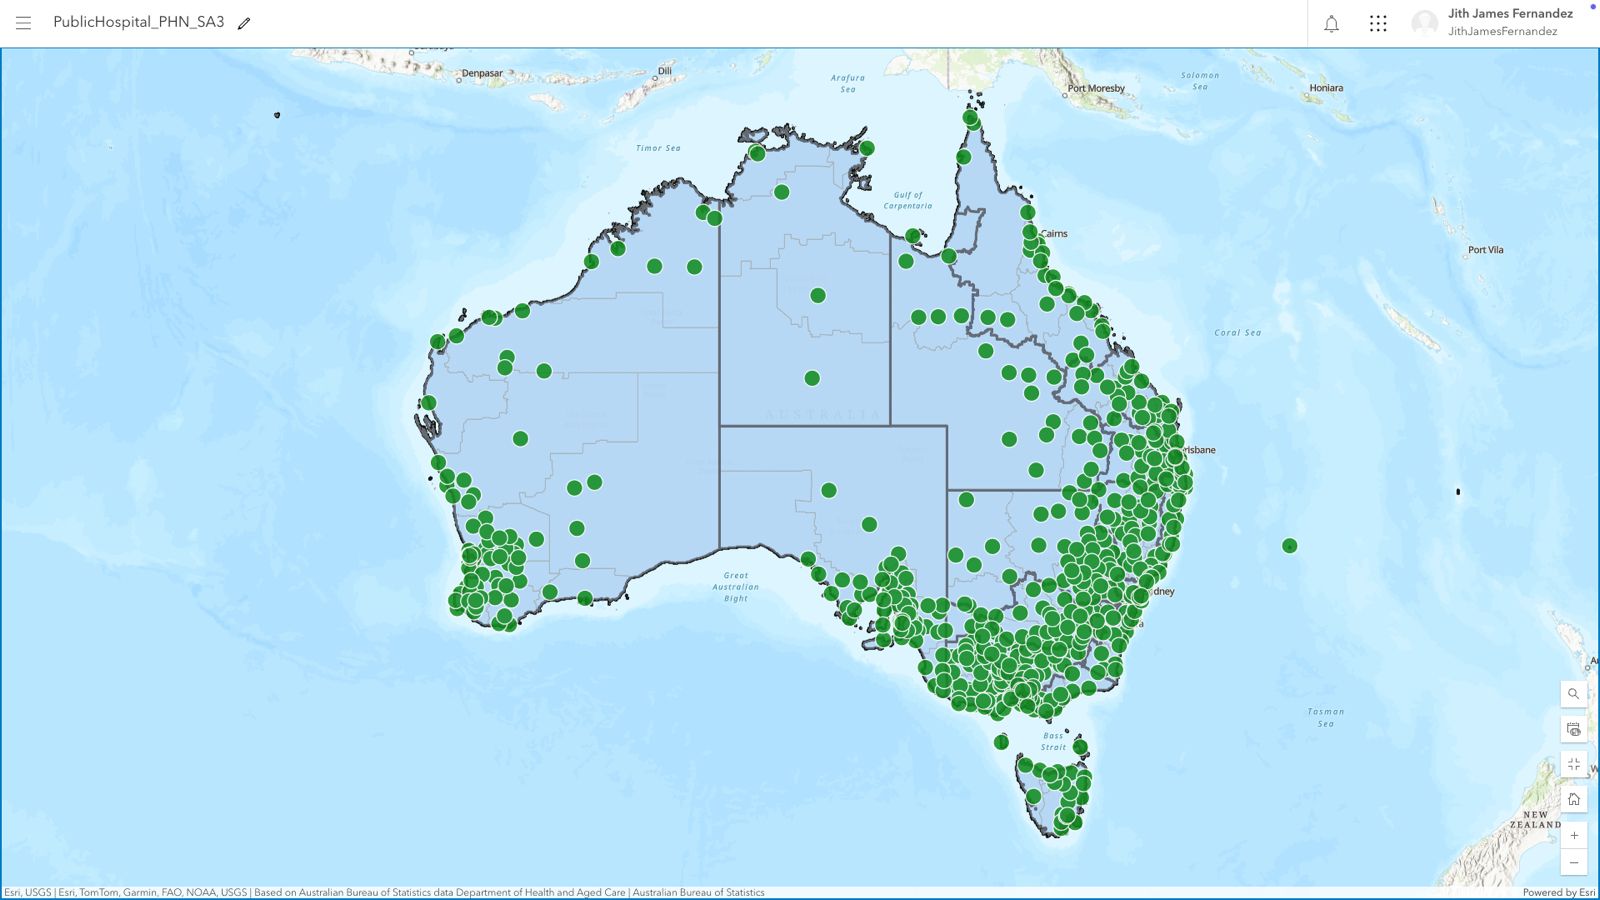 PublicHospital_PHN_SA3
Jith James Fernandez
JithJamesFernandez
Denpasar
Dili
Arafura
Sea
Port Moresby
Solomon
Sea
Honiara
Timor Sea
Gulf of
Carpentaria
Cairns
Port Vila
Coral Sea
AUSTRALIA
risbane
Great
Australian
Bight
dney
Bass
Strait
Tasman
Sea
NEW
ZEALAND
Esri, USGS | Esri, TomTom, Garmin, FAO, NOAA, USGS | Based on Australian Bureau of Statistics data Department of Health and Aged Care | Australian Bureau of Statistics
Powered by Esri